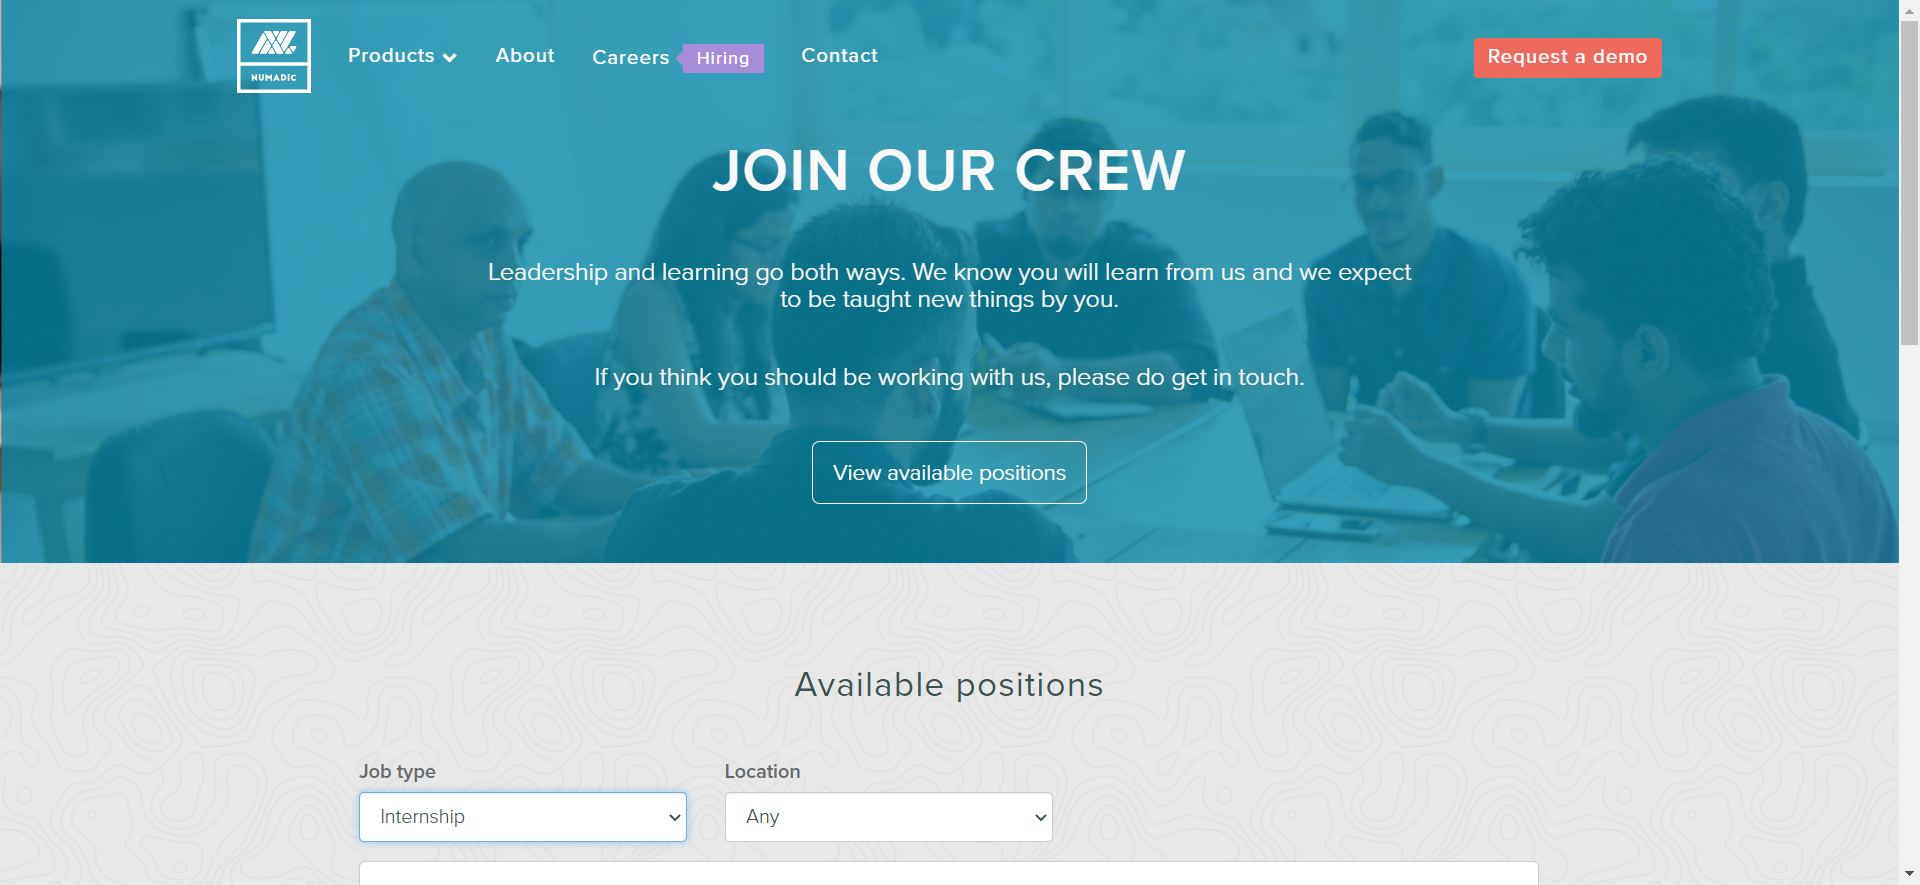 NUMADIC
Products
About
Careers
Hiring
Contact
Request a demo
JOIN OUR CREW
Leadership and learning go both ways. We know you will learn from us and we expect
to be taught new things by you.
If you think you should be working with us, please do get in touch.
View available positions
Available positions
Job type
Location
Internship
Any